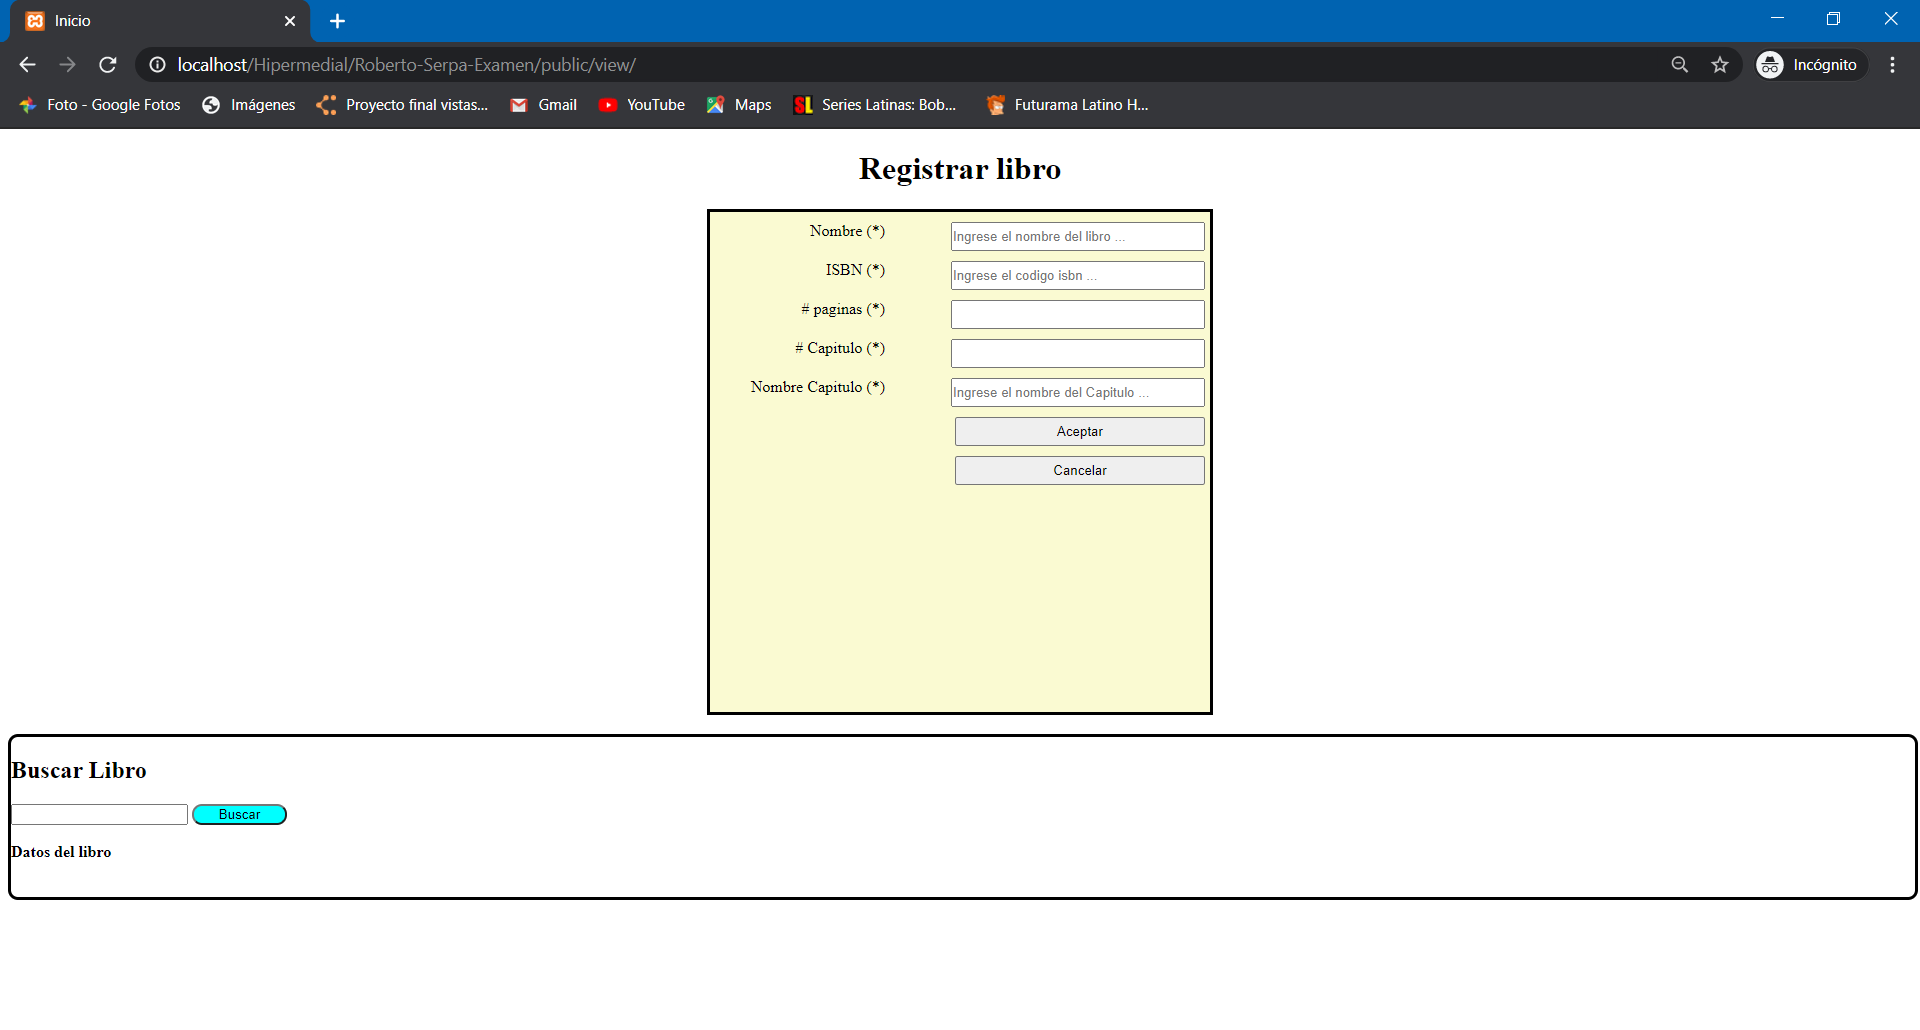 Inicio
localhost/Hipermedial/Roberto-Serpa-Examen/public/view/
Incógnito
Foto - Google Fotos
Imágenes
Proyecto final vistas...
Gmail
YouTube
Maps
SL
Series Latinas: Bob...
Futurama Latino H...
Registrar libro
Nombre (*)
Ingrese el nombre del libro ...
ISBN (*)
Ingrese el codigo isbn ...
# paginas (*)
# Capitulo (*)
Nombre Capitulo (*)
Ingrese el nombre del Capitulo ...
Aceptar
Cancelar
Buscar Libro
Buscar
Datos del libro